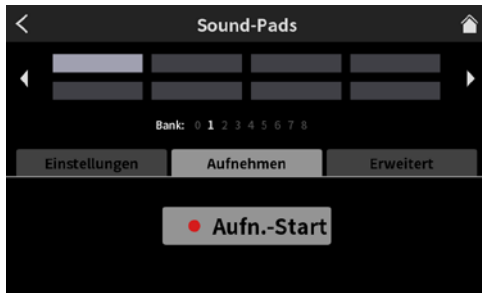 Sound-Pads
Bank: 0 1 2 3 4 5 6 7 8
Einstellungen Aufnehmen Erweitert
Aufn.-Start